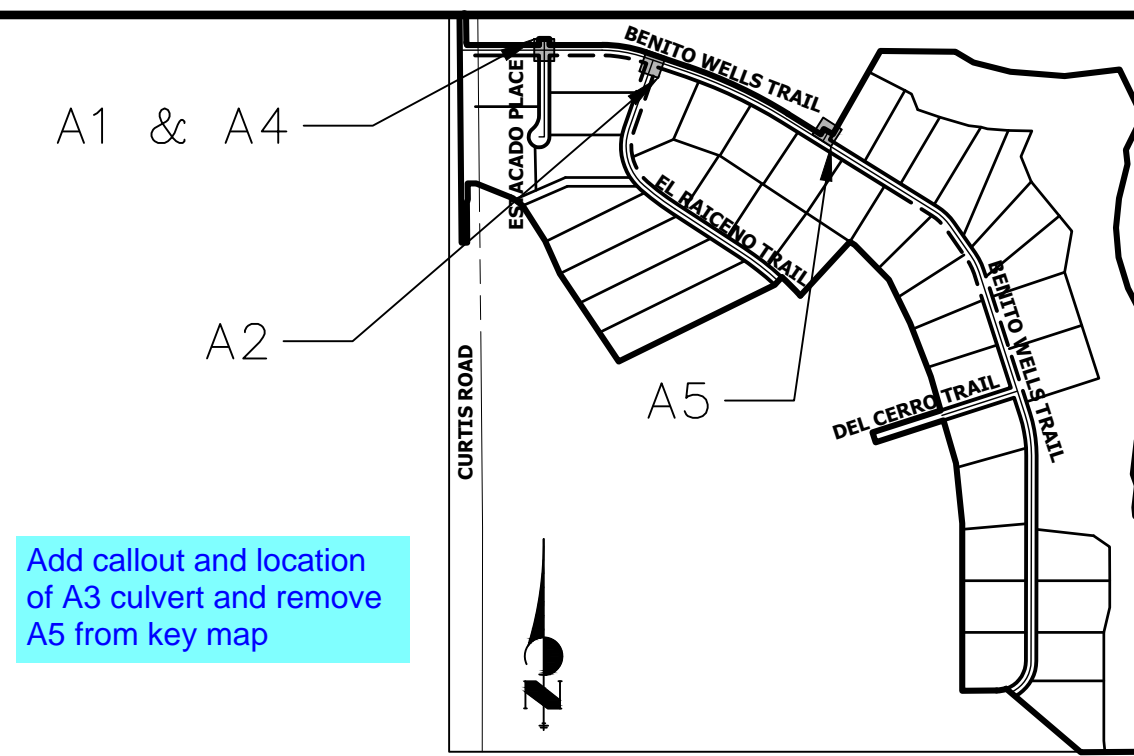 BENITO WELLS TRAIL
A1 & A4
ESTACADO PLACE
EL RAICENO TRAIL
A2
BENITO WELLS TRAIL
A5
DEL CERRO TRAIL
CURTIS ROAD
Add callout and location
of A3 culvert and remove
A5 from key map
N